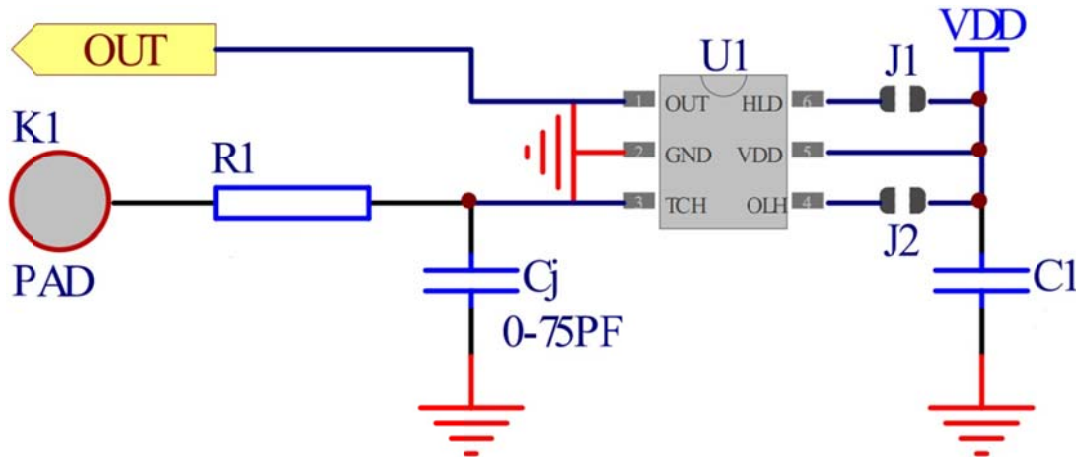 OUT
K1
PAD
R1
Cj
0-75PF
U1
1 OUT HLD 6
2 GND VDD 5
3 TCH OLH 4
J1
J2
VDD
C1